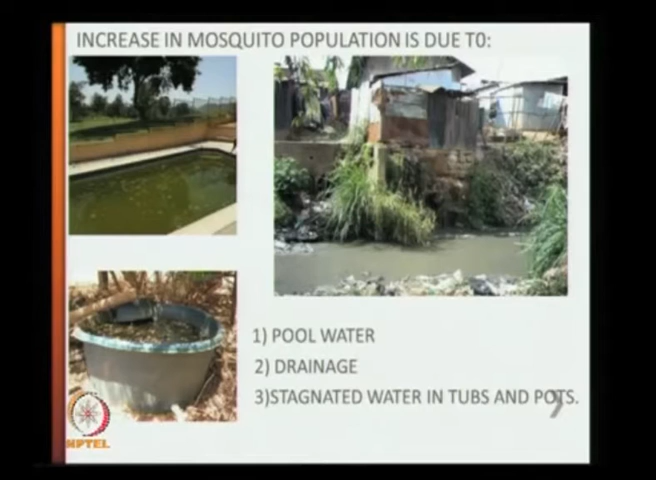 INCREASE IN MOSQUITO POPULATION IS DUE T0:
1) POOL WATER
2) DRAINAGE
3)STAGNATED WATER IN TUBS AND POTS.
NPTEL